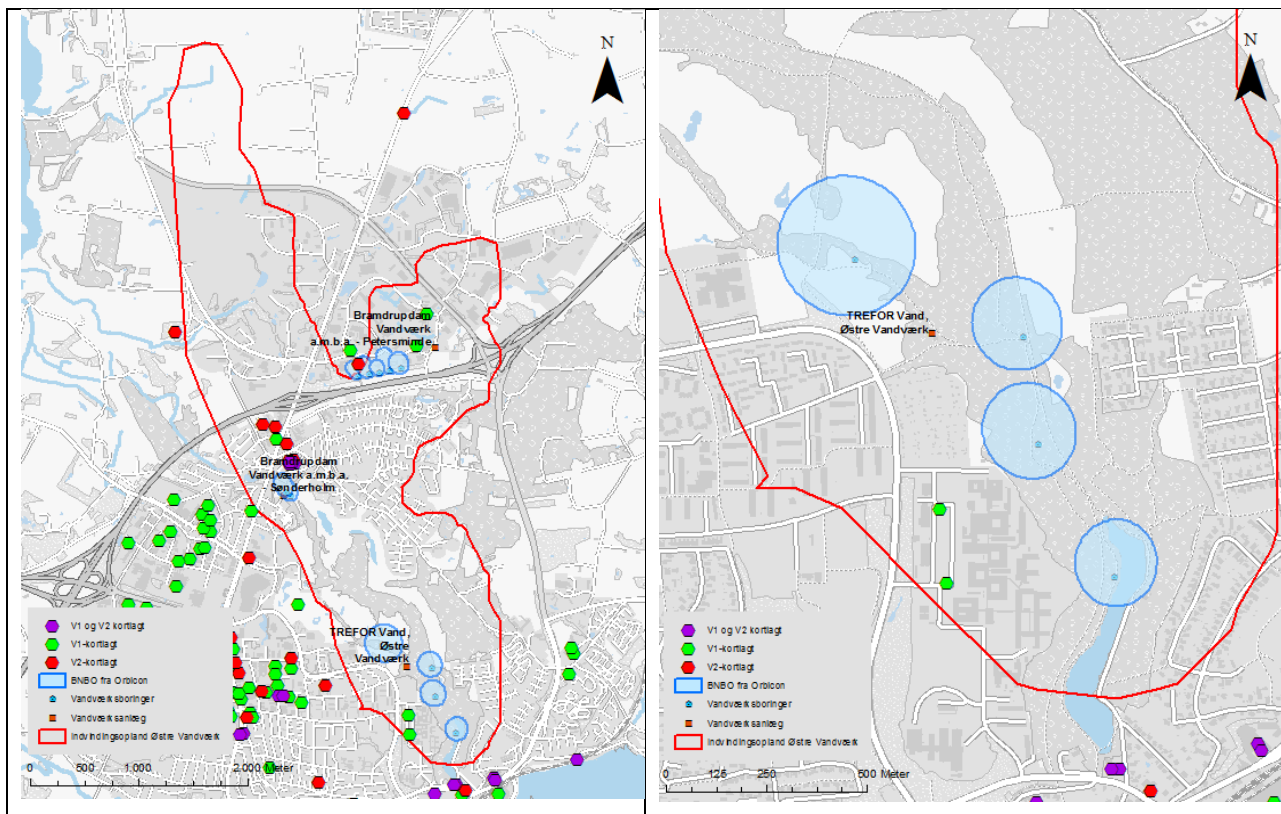 N
Bramdrupdam
Vandværk
a.m.b.a. - Petersminde
Bramdrupdam
Vandværk a.m.b.a.
- Sønderholm
TREFOR Vand,
Østre
Vandværk
V1 og V2 kortlagt
V1-kortlagt
V2-kortlagt
BNBO fra Orbicon
Vandværksboringer
Vandværksanlæg
Indvindingsopland Østre Vandværk
0 500 1.000 2.000 Meter
N
TREFOR Vand,
Østre Vandværk
V1 og V2 kortlagt
V1-kortlagt
V2-kortlagt
BNBO fra Orbicon
Vandværksboringer
Vandværksanlæg
Indvindingsopland Østre Vandværk
0 125 250 500 Meter